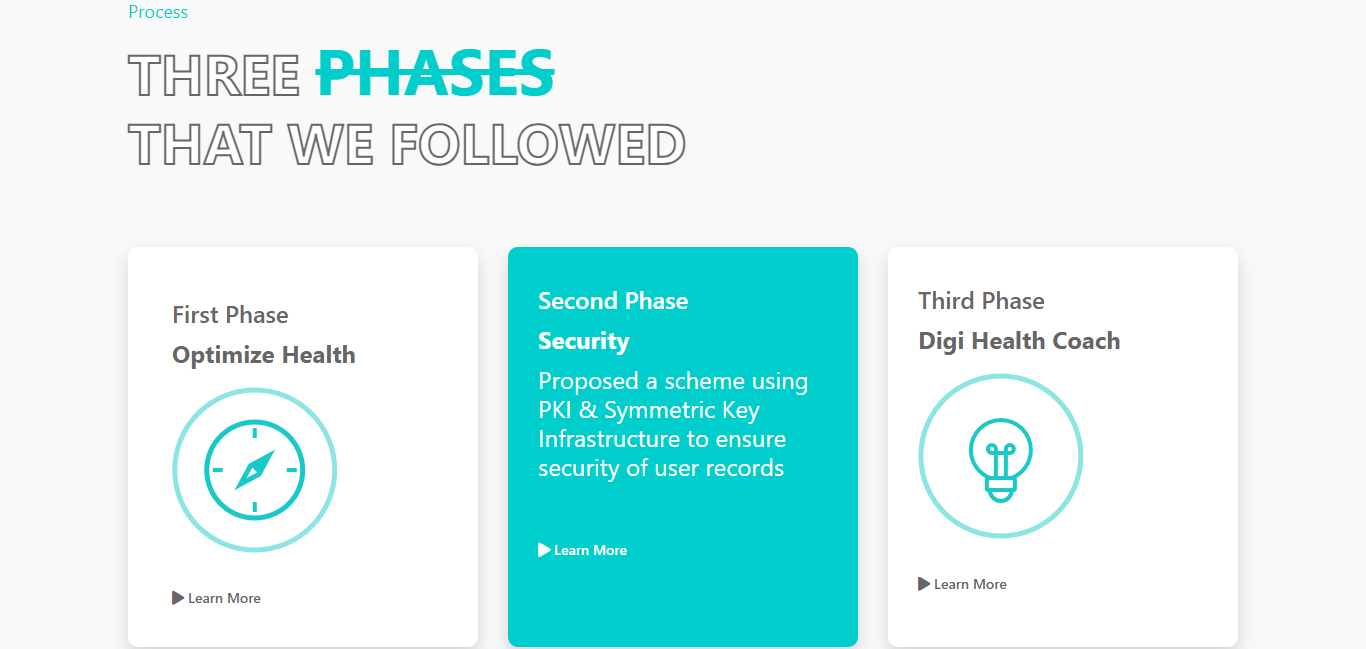 Process
THREE PHASES
THAT WE FOLLOWED
First Phase
Optimize Health
Learn More
Second Phase
Security
Proposed a scheme using
PKI & Symmetric Key
Infrastructure to ensure
security of user records
Learn More
Third Phase
Digi Health Coach
Learn More